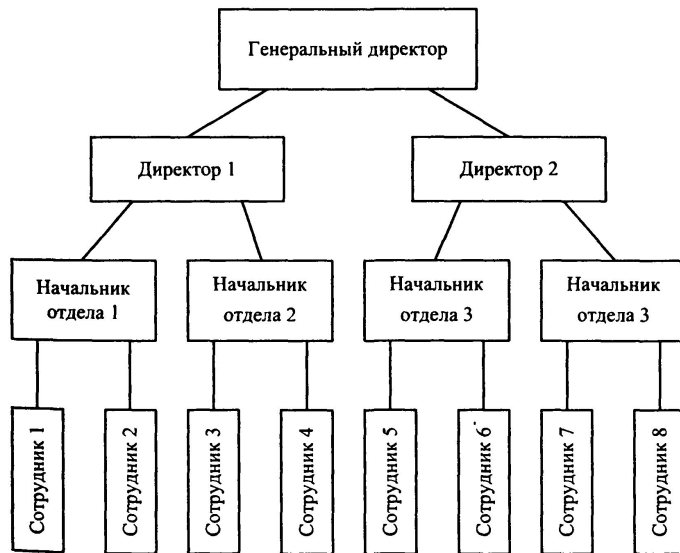 Генеральный директор
Директор 1
Директор 2
Начальник
отдела 1
Начальник
отдела 2
Начальник
отдела 3
Начальник
отдела 3
Сотрудник 1
Сотрудник 2
Сотрудник 3
Сотрудник 4
Сотрудник 5
Сотрудник 6
Сотрудник 7
Сотрудник 8